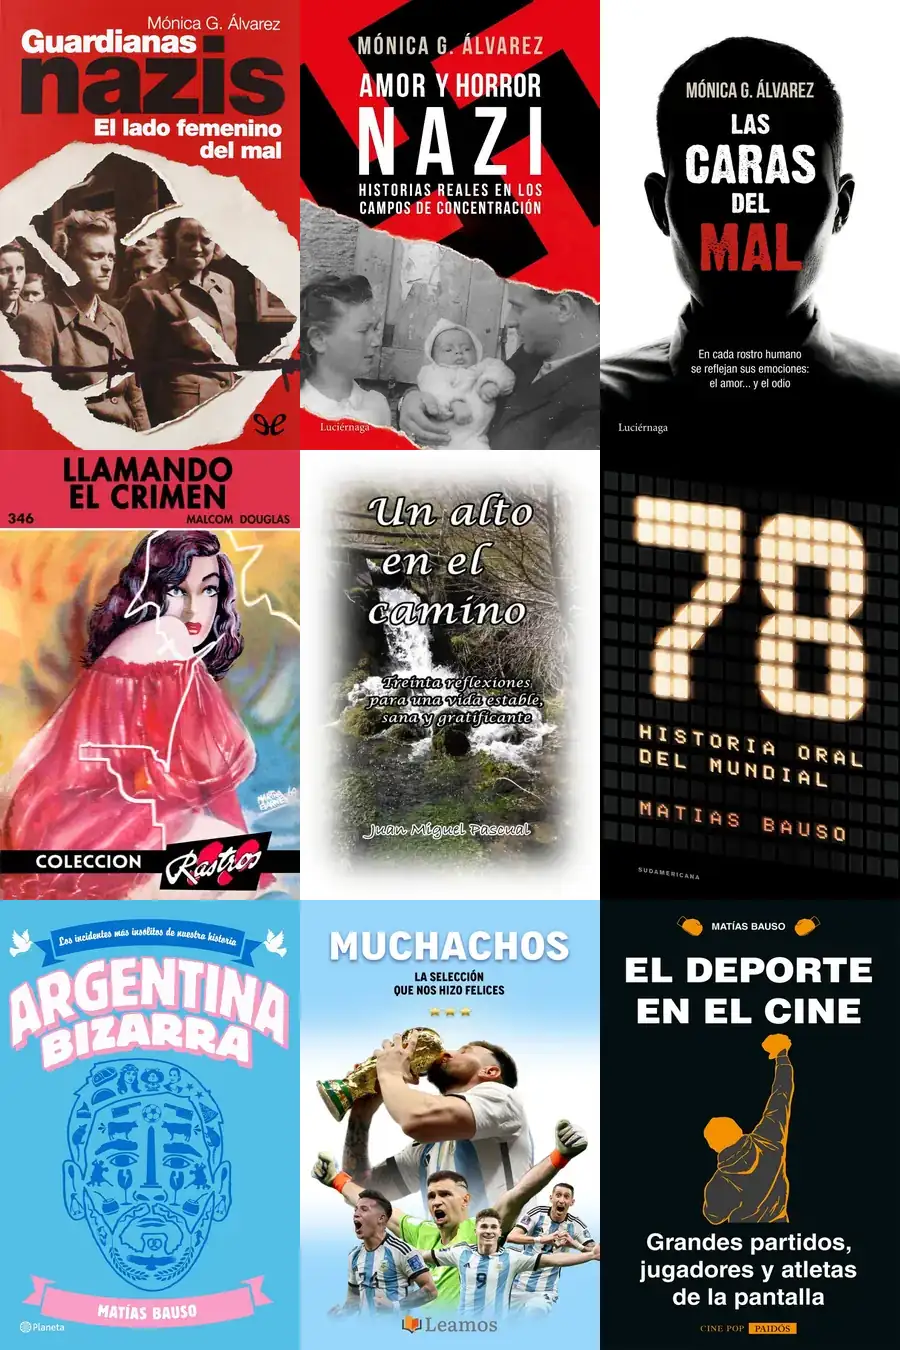 Mónica G. Álvarez
Guardianas
nazis
El lado femenino
del mal
MÓNICA G. ÁLVAREZ
AMOR Y HORROR
NAZI
HISTORIAS REALES EN LOS
CAMPOS DE CONCENTRACIÓN
Luciérnaga
MÓNICA G. ÁLVAREZ
LAS
CARAS
DEL
MAL
En cada rostro humano
se reflejan sus emociones:
el amor... y el odio
Luciérnaga
LLAMANDO
EL CRIMEN
346
MALCOM DOUGLAS
COLECCION
Rastros
Un alto
en el
camino
Treinta reflexiones
para una vida estable,
sana y gratificante
Juan Miguel Pascual
78
HISTORIA ORAL
DEL MUNDIAL
MATIAS BAUSO
SUDAMERICANA
Los incidentes más insólitos de nuestra historia
ARGENTINA
BIZARRA
MATÍAS BAUSO
Planeta
MUCHACHOS
LA SELECCIÓN
QUE NOS HIZO FELICES
24
9
Leamos
MATÍAS BAUSO
EL DEPORTE
EN EL CINE
Grandes partidos,
jugadores y atletas
de la pantalla
CINE POP PAIDÓS